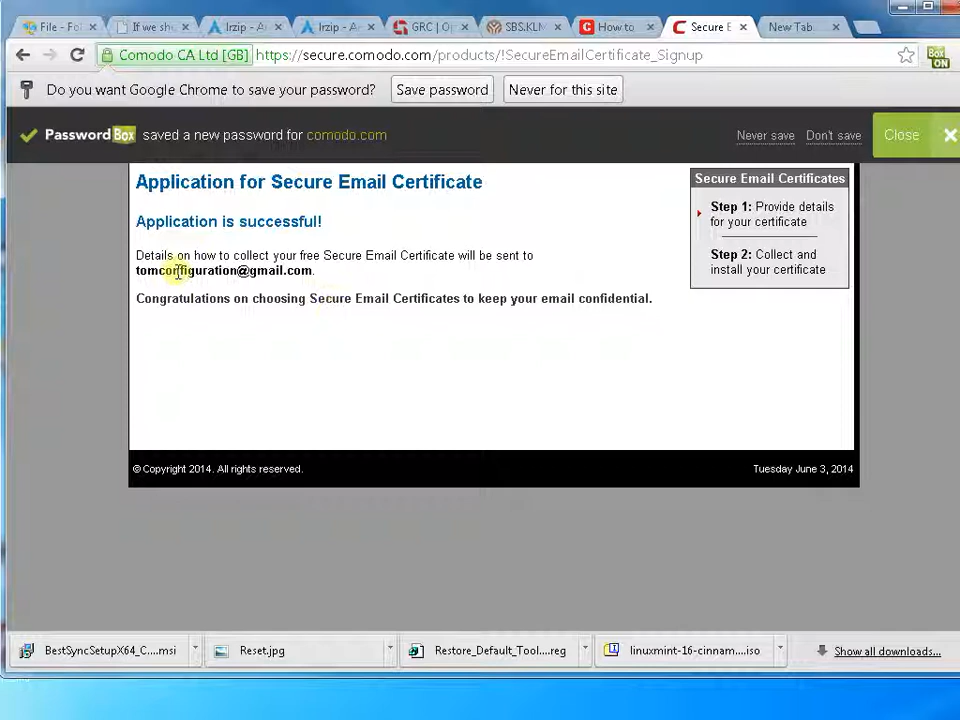 File - Fol
If we sh
lrzip - A
lrzip - A
GRC | O
SBS.KLM
How to
Secure E
New Tab
Comodo CA Ltd [GB] https://secure.comodo.com/products/!SecureEmailCertificate_Signup
Box ON
Do you want Google Chrome to save your password? Save password Never for this site
PasswordBox saved a new password for comodo.com Never save Don't save Close
Application for Secure Email Certificate
Application is successful!
Details on how to collect your free Secure Email Certificate will be sent to
tomconfiguration@gmail.com.
Congratulations on choosing Secure Email Certificates to keep your email confidential.
Secure Email Certificates
Step 1: Provide details
for your certificate
Step 2: Collect and
install your certificate
© Copyright 2014. All rights reserved. Tuesday June 3, 2014
BestSyncSetupX64_C....msi Reset.jpg Restore_Default_Tool....reg linuxmint-16-cinnam....iso Show all downloads...